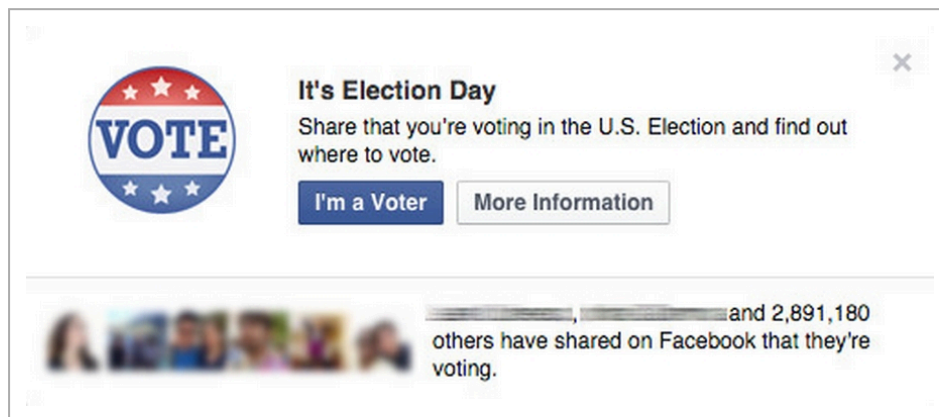 VOTE
It's Election Day
Share that you're voting in the U.S. Election and find out
where to vote.
I'm a Voter
More Information
, and 2,891,180
others have shared on Facebook that they're
voting.